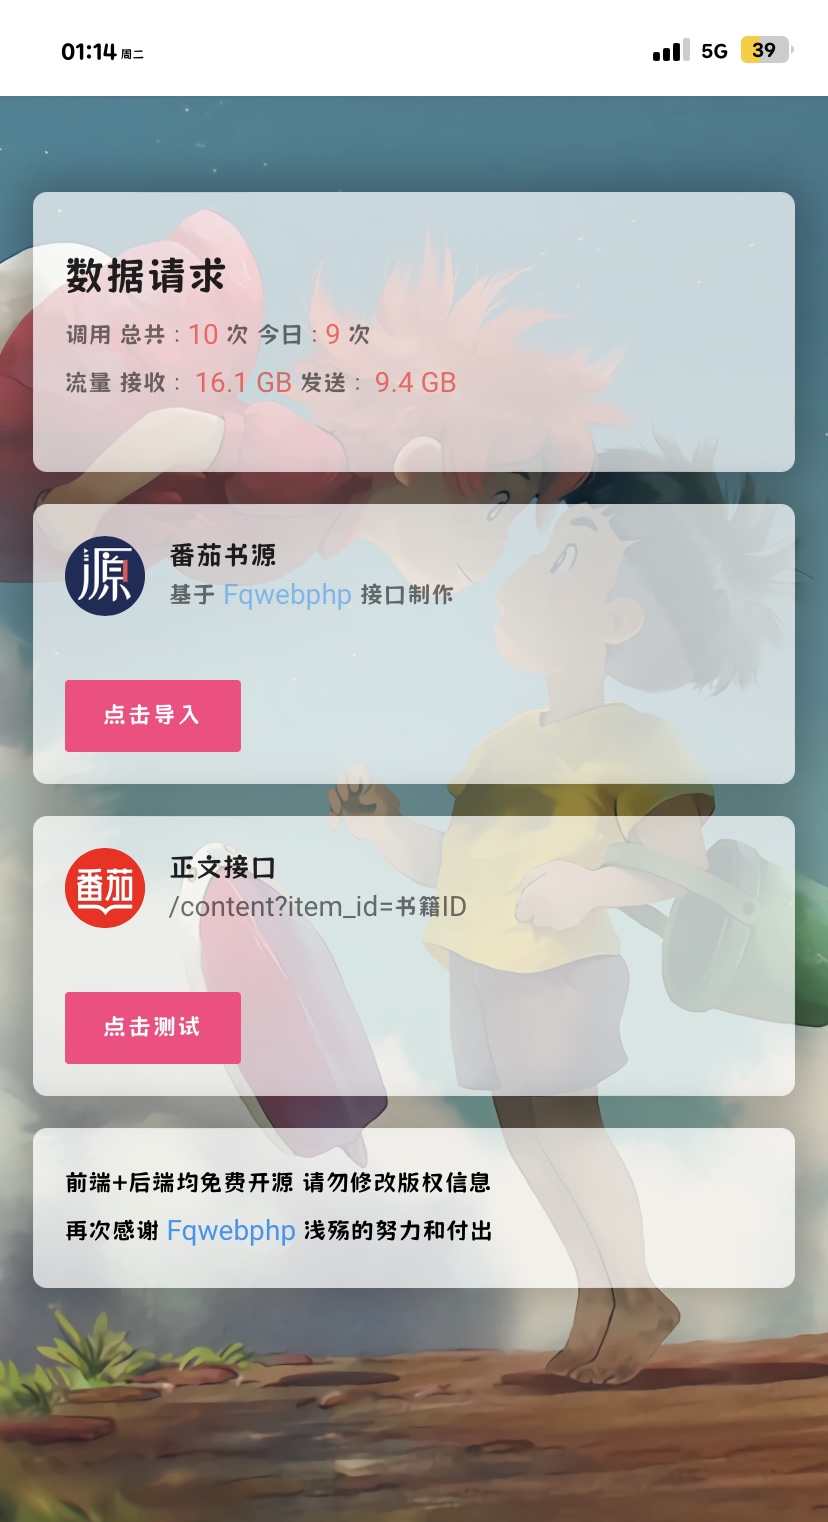 01:14 周二 5G 39
数据请求
调用 总共：10 次 今日：9 次
流量 接收： 16.1 GB 发送： 9.4 GB
源
番茄书源
基于 Fqwebphp 接口制作
点击导入
番茄
正文接口
/content?item_id=书籍ID
点击测试
前端+后端均免费开源 请勿修改版权信息
再次感谢 Fqwebphp 浅殇的努力和付出